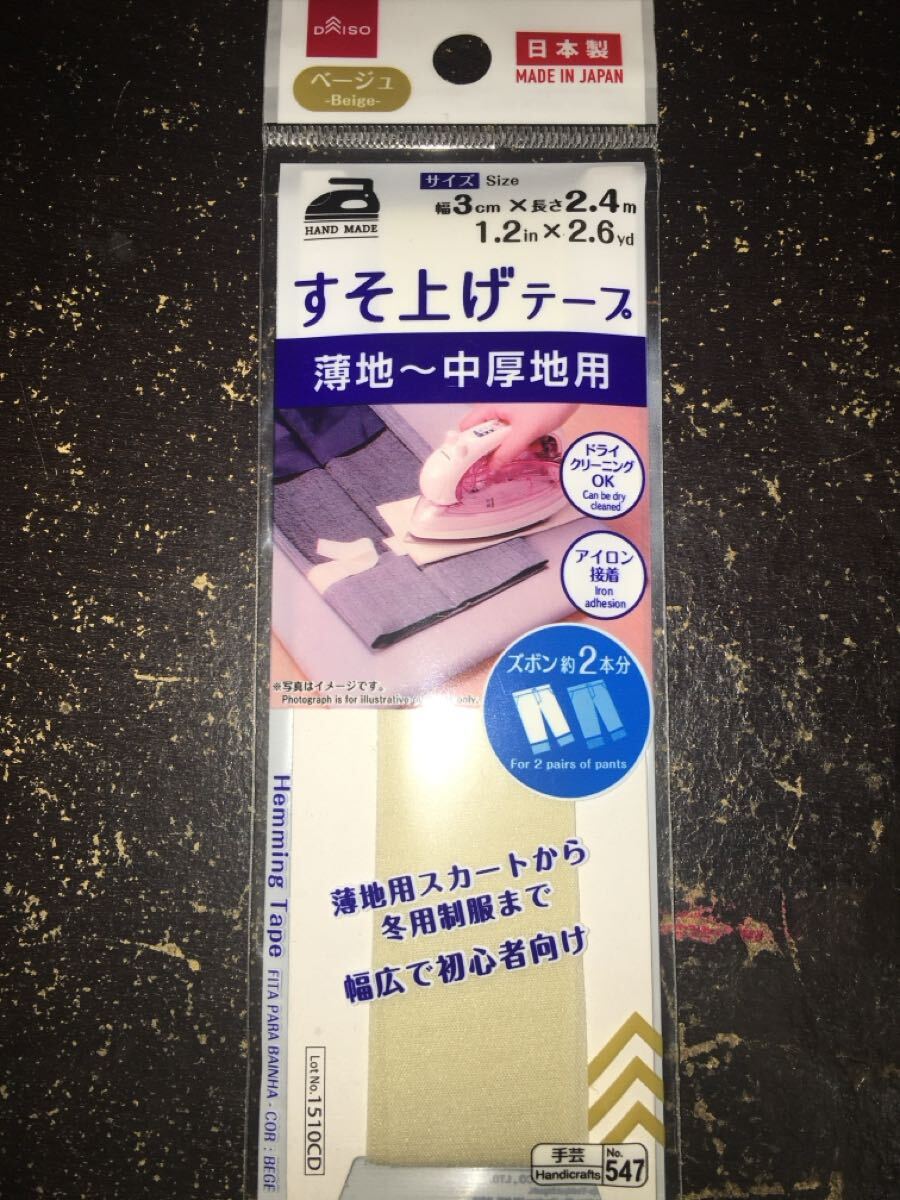 DAISO
日本製
MADE IN JAPAN
ベージュ
-Beige-
サイズ Size
幅3cm×長さ2.4m
1.2in×2.6yd
HAND MADE
すそ上げテープ
薄地～中厚地用
ドライ
クリーニング
OK
Can be dry
cleaned
アイロン
接着
Iron
adhesion
ズボン約2本分
For 2 pairs of pants
※写真はイメージです。
Photograph is for illustrative only.
Hemming Tape FITA PARA BAINHA - COR : BEGE
薄地用スカートから
冬用制服まで
幅広で初心者向け
Lot No. 1510CD
手芸
Handicrafts
No.
547
CO.,LTD.